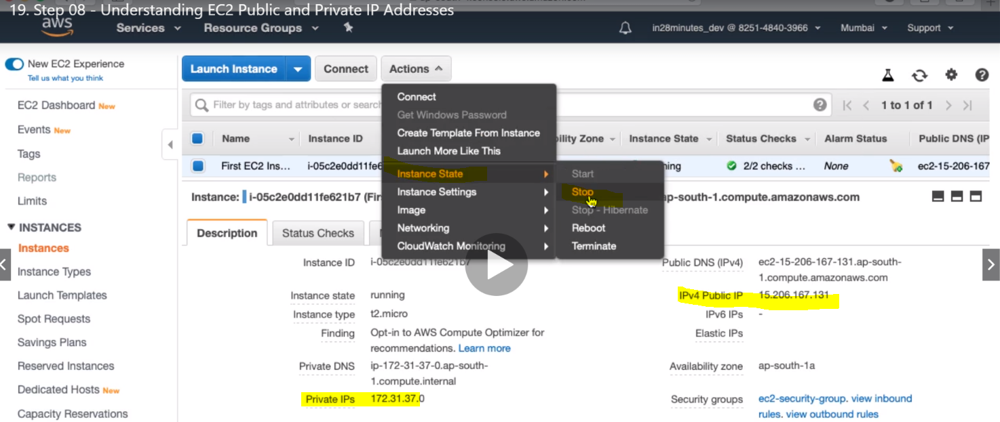 19. Step 08 - Understanding EC2 Public and Private IP Addresses
aws
Services
Resource Groups
in28minutes_dev @ 8251-4840-3966
Mumbai
Support
New EC2 Experience
Tell us what you think
EC2 Dashboard New
Events New
Tags
Reports
Limits
INSTANCES
Instances
Instance Types
Launch Templates
Spot Requests
Savings Plans
Reserved Instances
Dedicated Hosts New
Capacity Reservations
Launch Instance
Connect
Actions
Filter by tags and attributes or search
1 to 1 of 1
Name
Instance ID
bility Zone
Instance State
Status Checks
Alarm Status
Public DNS (IP
First EC2 Ins...
i-05c2e0dd11fe6
ning
2/2 checks ...
None
ec2-15-206-167
Connect
Get Windows Password
Create Template From Instance
Launch More Like This
Instance State
Instance Settings
Image
Networking
CloudWatch Monitoring
Start
Stop
Stop - Hibernate
Reboot
Terminate
Instance: i-05c2e0dd11fe621b7 (Fir
ap-south-1.compute.amazonaws.com
Description
Status Checks
Instance ID i-05c2e0dd11fe621b7
Instance state running
Instance type t2.micro
Finding Opt-in to AWS Compute Optimizer for
recommendations. Learn more
Private DNS ip-172-31-37-0.ap-south-
1.compute.internal
Private IPs 172.31.37.0
Public DNS (IPv4) ec2-15-206-167-131.ap-south-
1.compute.amazonaws.com
IPv4 Public IP 15.206.167.131
IPv6 IPs -
Elastic IPs
Availability zone ap-south-1a
Security groups ec2-security-group. view inbound
rules. view outbound rules